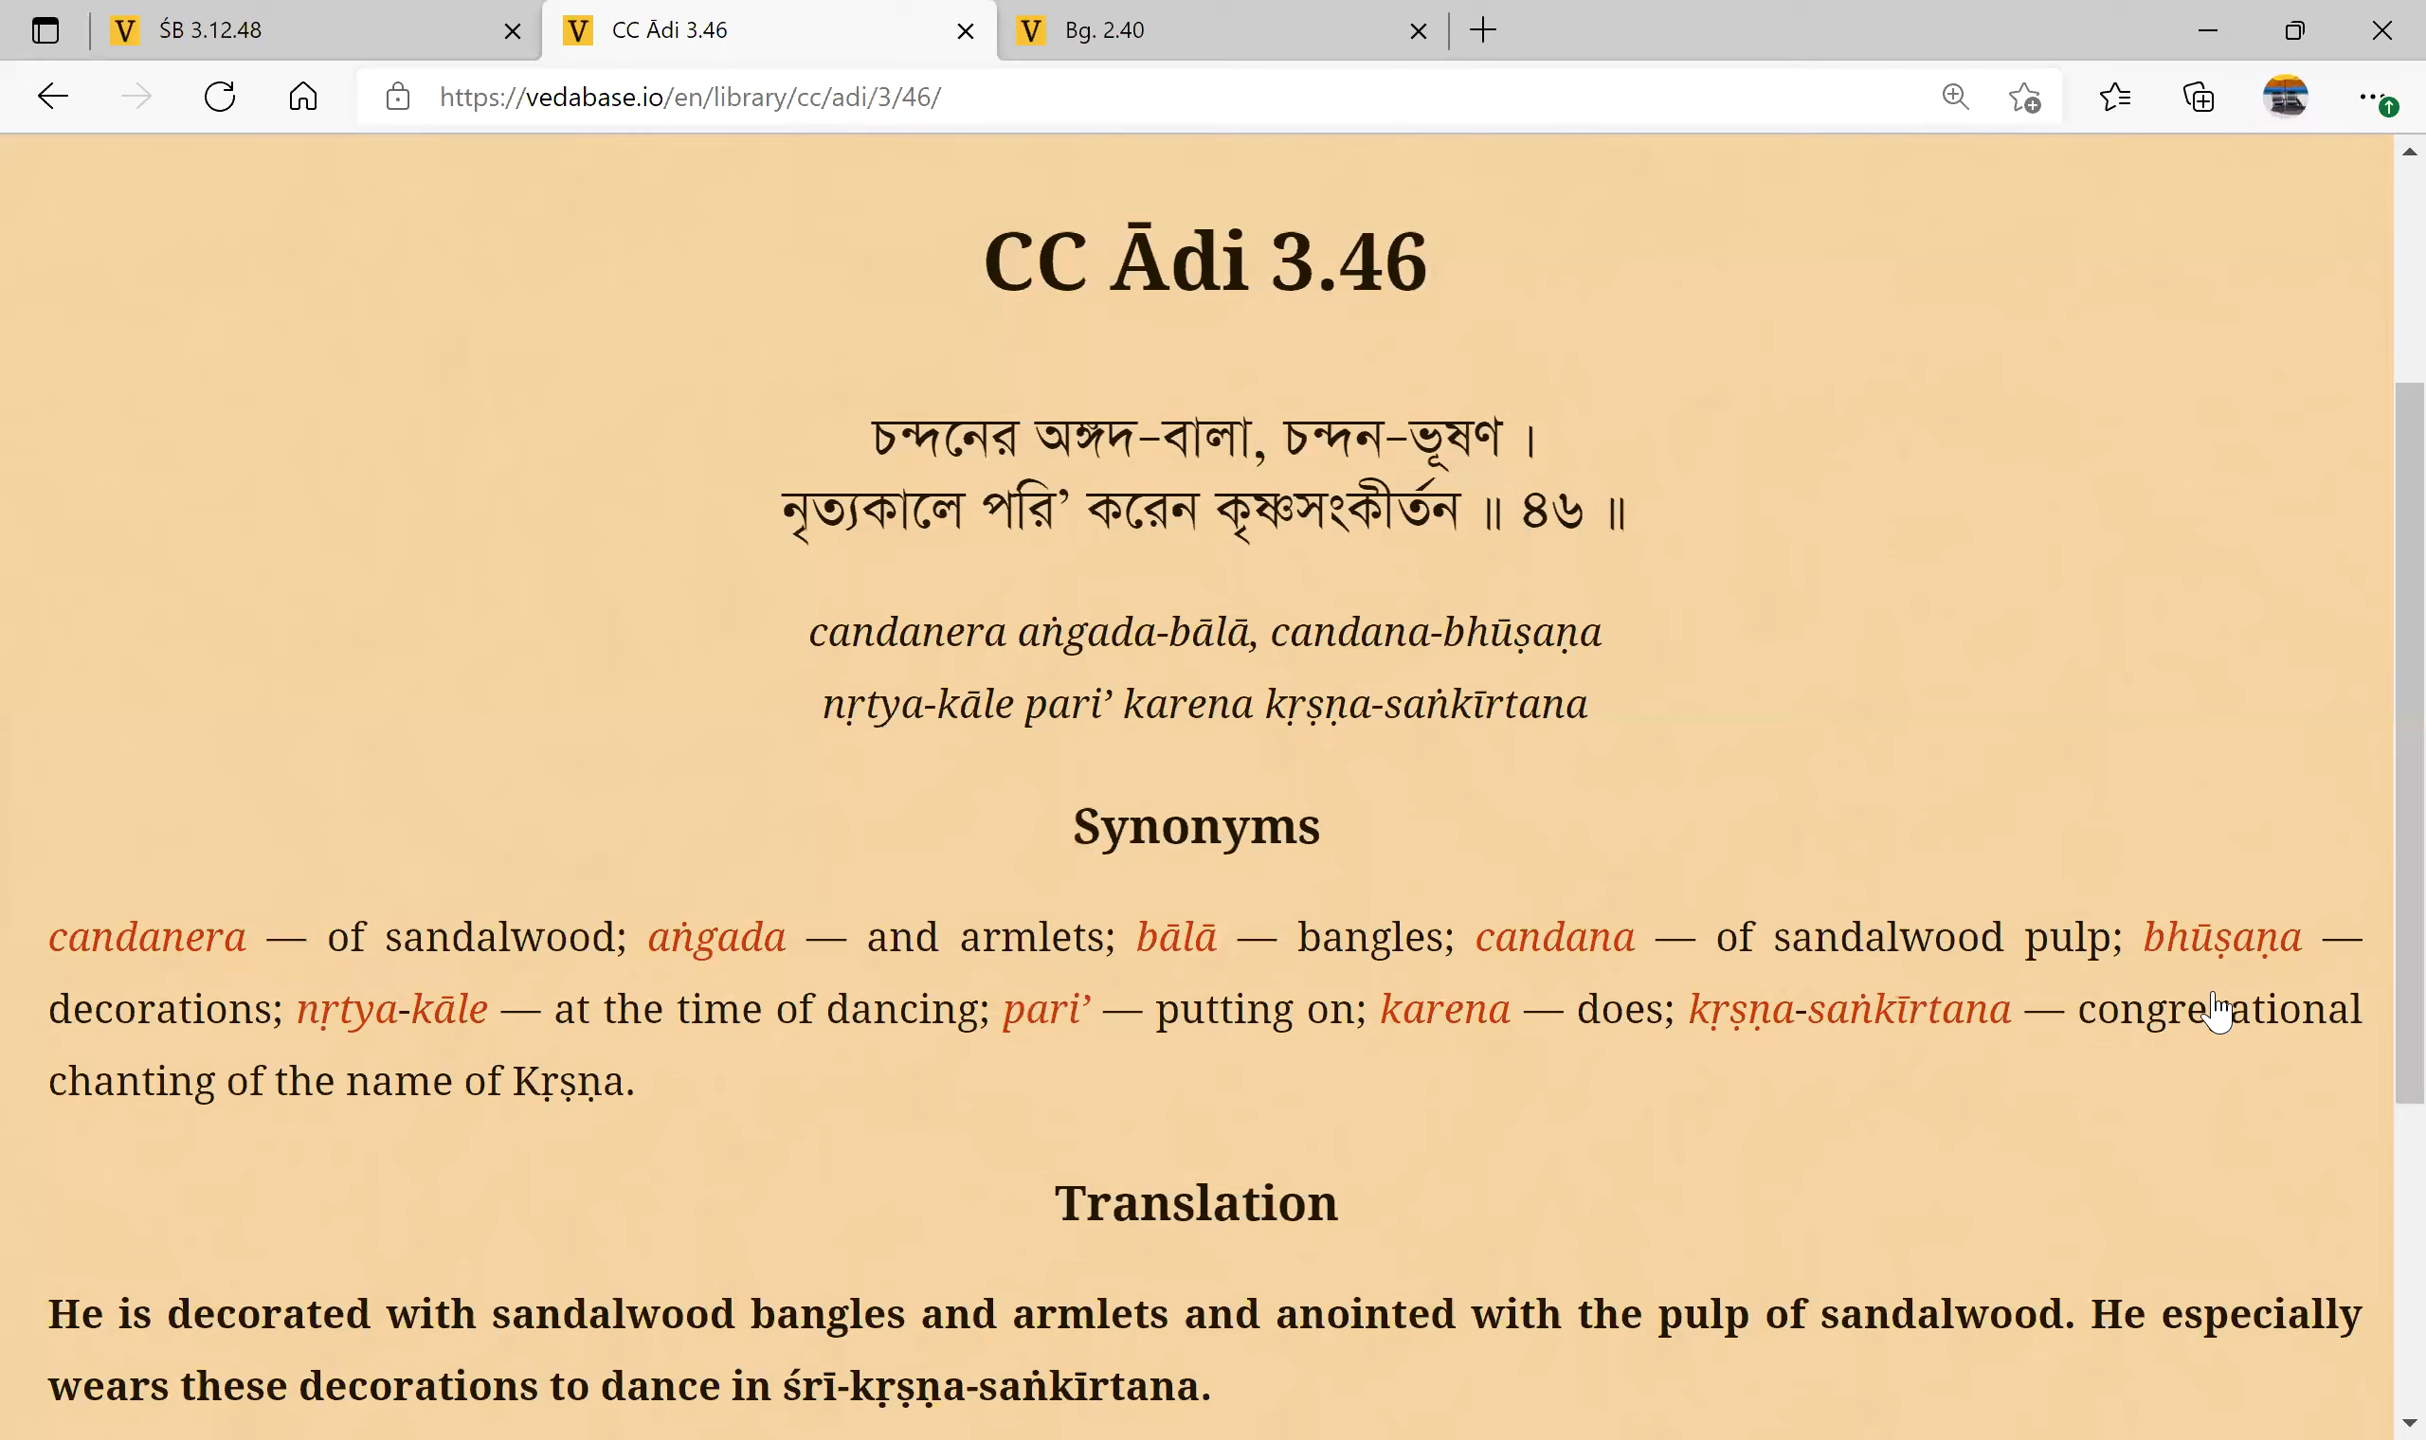 ŚB 3.12.48
CC Ādi 3.46
Bg. 2.40
https://vedabase.io/en/library/cc/adi/3/46/
CC Ādi 3.46
চন্দনের অঙ্গদ-বালা, চন্দন-ভূষণ ।
নৃত্যকালে পরি’ করেন কৃষ্ণসংকীর্তন ॥ ৪৬ ॥
candanera aṅgada-bālā, candana-bhūṣaṇa
nṛtya-kāle pari’ karena kṛṣṇa-saṅkīrtana
Synonyms
candanera — of sandalwood; aṅgada — and armlets; bālā — bangles; candana — of sandalwood pulp; bhūṣaṇa —
decorations; nṛtya-kāle — at the time of dancing; pari’ — putting on; karena — does; kṛṣṇa-saṅkīrtana — congregational
chanting of the name of Kṛṣṇa.
Translation
He is decorated with sandalwood bangles and armlets and anointed with the pulp of sandalwood. He especially
wears these decorations to dance in śrī-kṛṣṇa-saṅkīrtana.